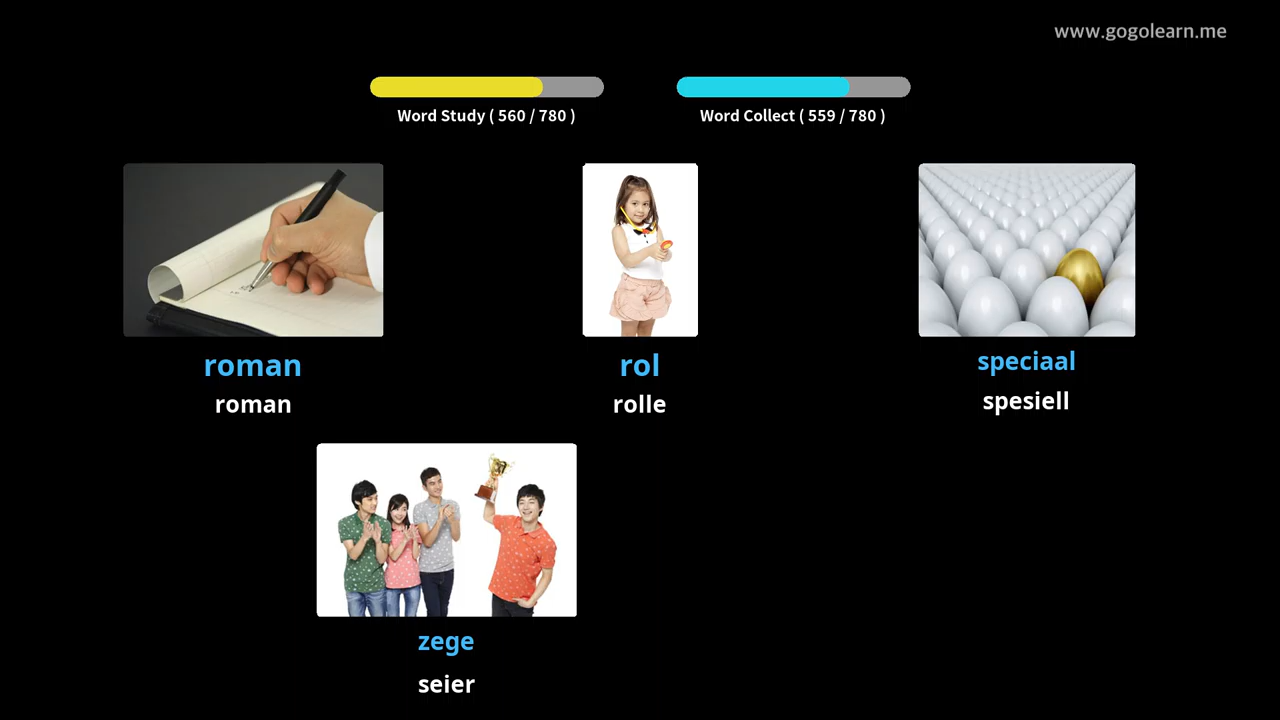 www.gogolearn.me
Word Study ( 560 / 780 )
Word Collect ( 559 / 780 )
roman
roman
rol
rolle
speciaal
spesiell
zege
seier